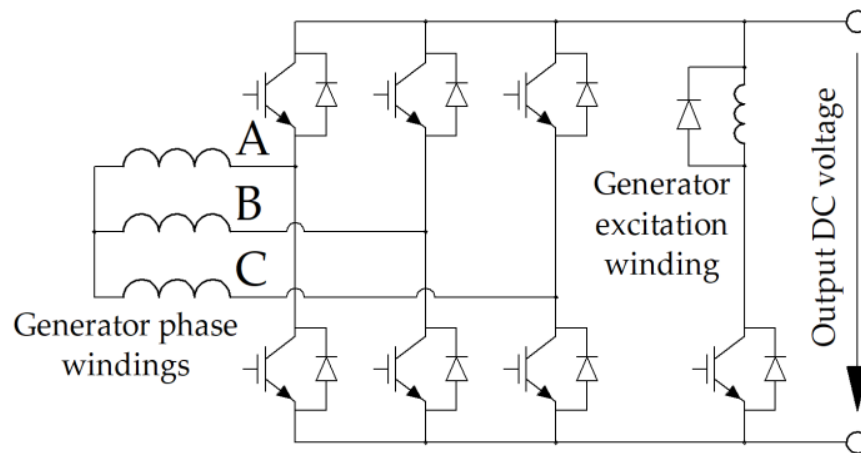 A
B
C
Generator phase
windings
Generator
excitation
winding
Output DC voltage